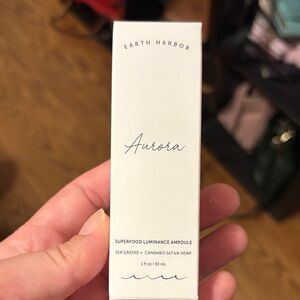 EARTH HARBOR
Aurora
SUPERFOOD LUMINANCE AMPOULE
SEA GREENS + CANNABIS SATIVA HEMP
1 fl oz / 30 mL